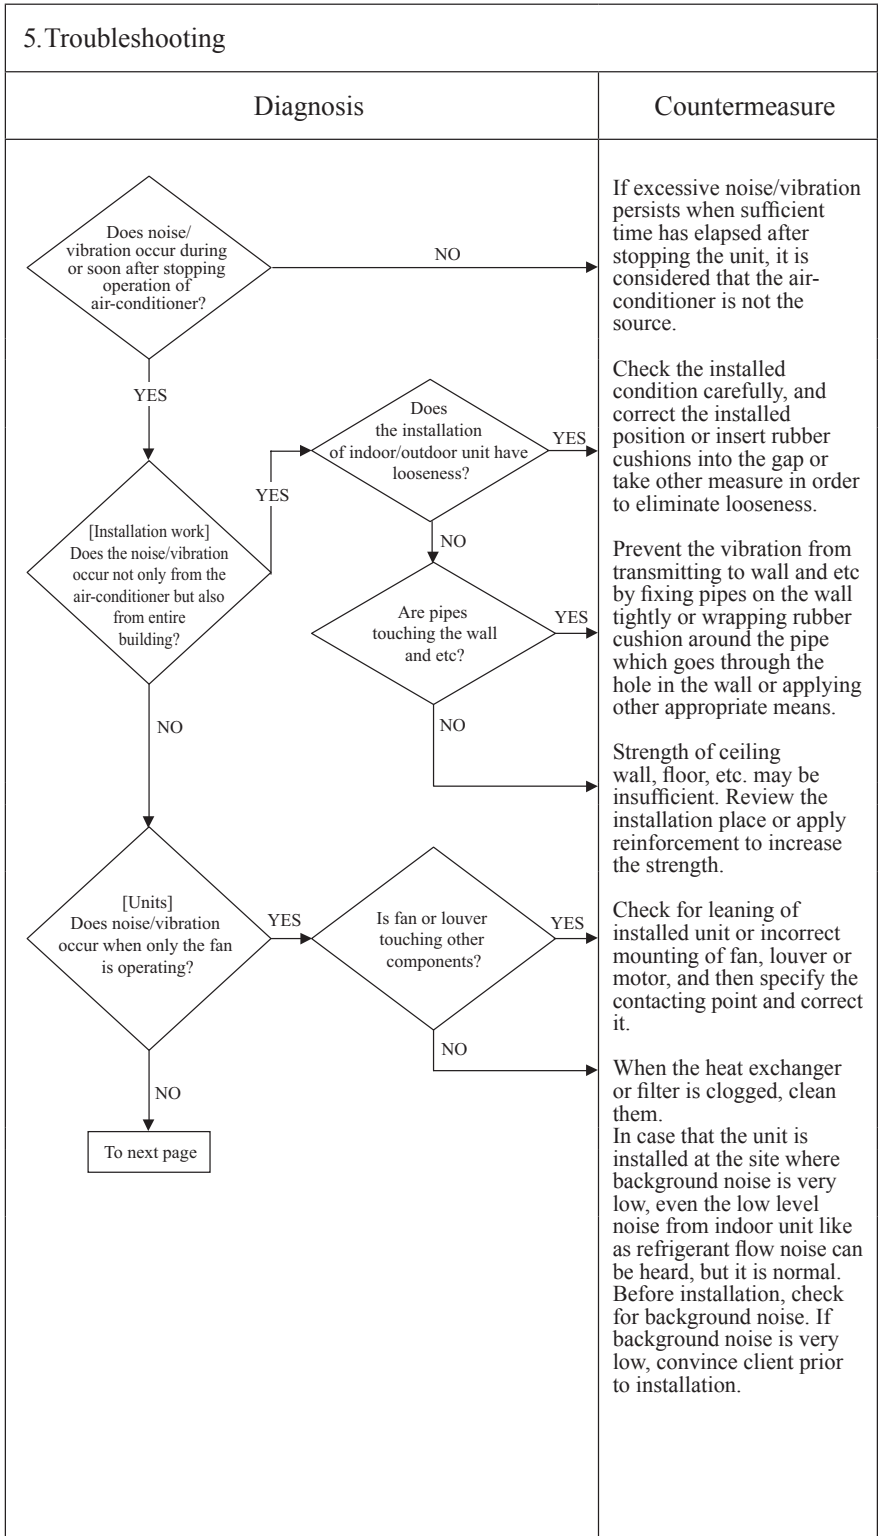 5.Troubleshooting
Diagnosis
Countermeasure
Does noise/
vibration occur during
or soon after stopping
operation of
air-conditioner?
NO
If excessive noise/vibration
persists when sufficient
time has elapsed after
stopping the unit, it is
considered that the air-
conditioner is not the
source.
YES
Does
the installation
of indoor/outdoor unit have
looseness?
YES
Check the installed
condition carefully, and
correct the installed
position or insert rubber
cushions into the gap or
take other measure in order
to eliminate looseness.
YES
[Installation work]
Does the noise/vibration
occur not only from the
air-conditioner but also
from entire
building?
NO
Are pipes
touching the wall
and etc?
YES
Prevent the vibration from
transmitting to wall and etc
by fixing pipes on the wall
tightly or wrapping rubber
cushion around the pipe
which goes through the
hole in the wall or applying
other appropriate means.
NO
NO
Strength of ceiling
wall, floor, etc. may be
insufficient. Review the
installation place or apply
reinforcement to increase
the strength.
[Units]
Does noise/vibration
occur when only the fan
is operating?
YES
Is fan or louver
touching other
components?
YES
Check for leaning of
installed unit or incorrect
mounting of fan, louver or
motor, and then specify the
contacting point and correct
it.
NO
NO
To next page
When the heat exchanger
or filter is clogged, clean
them.
In case that the unit is
installed at the site where
background noise is very
low, even the low level
noise from indoor unit like
as refrigerant flow noise can
be heard, but it is normal.
Before installation, check
for background noise. If
background noise is very
low, convince client prior
to installation.